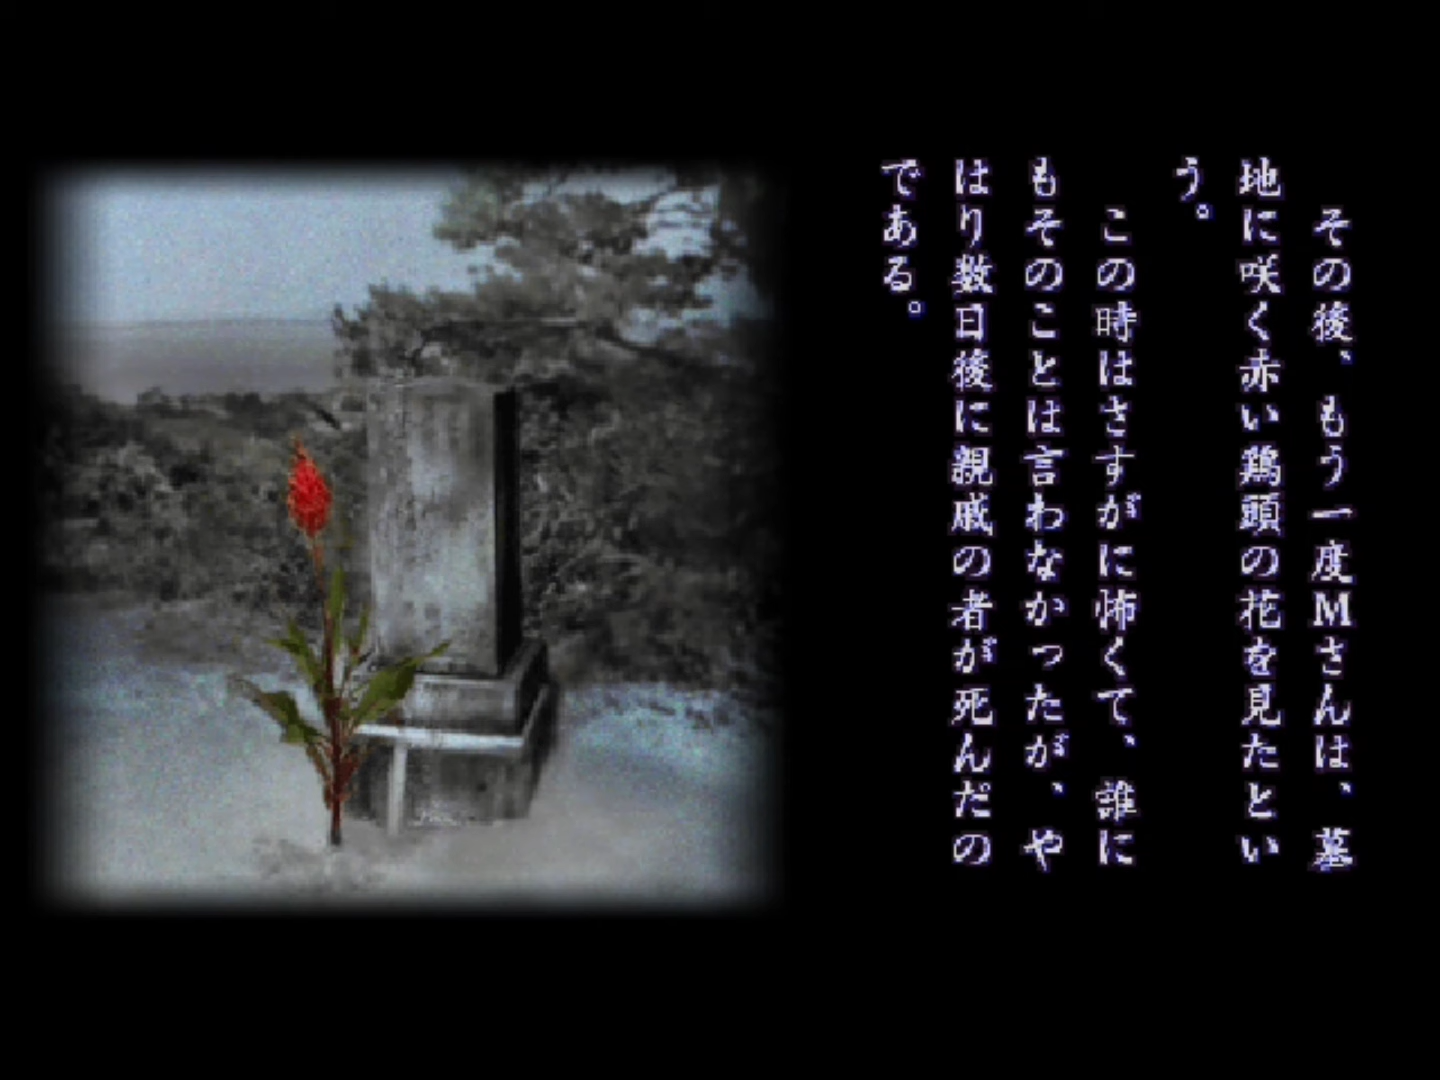 その後、もう一度Mさんは、墓
地に咲く赤い鶏頭の花を見たとい
う。
この時はさすがに怖くて、誰に
もそのことは言わなかったが、や
はり数日後に親戚の者が死んだの
である。